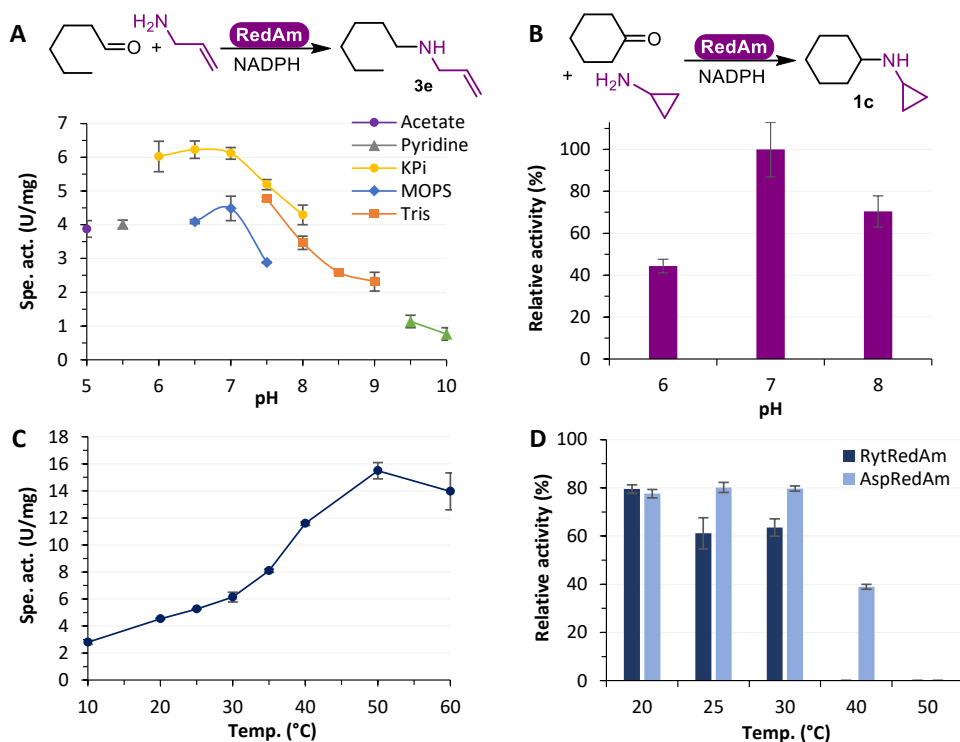 A
O
+
H₂N
RedAm
NADPH
NH
3e
B
O
+
H₂N
RedAm
NADPH
H
N
1c
Spe. act. (U/mg)
7
6
5
4
3
2
1
0
5 6 7 8 9 10
pH
Acetate
Pyridine
KPi
MOPS
Tris
Relative activity (%)
100
80
60
40
20
0
6 7 8
pH
C
Spe. act. (U/mg)
18
16
14
12
10
8
6
4
2
0
10 20 30 40 50 60
Temp. (°C)
D
Relative activity (%)
100
80
60
40
20
0
20 25 30 40 50
Temp. (°C)
RytRedAm
AspRedAm